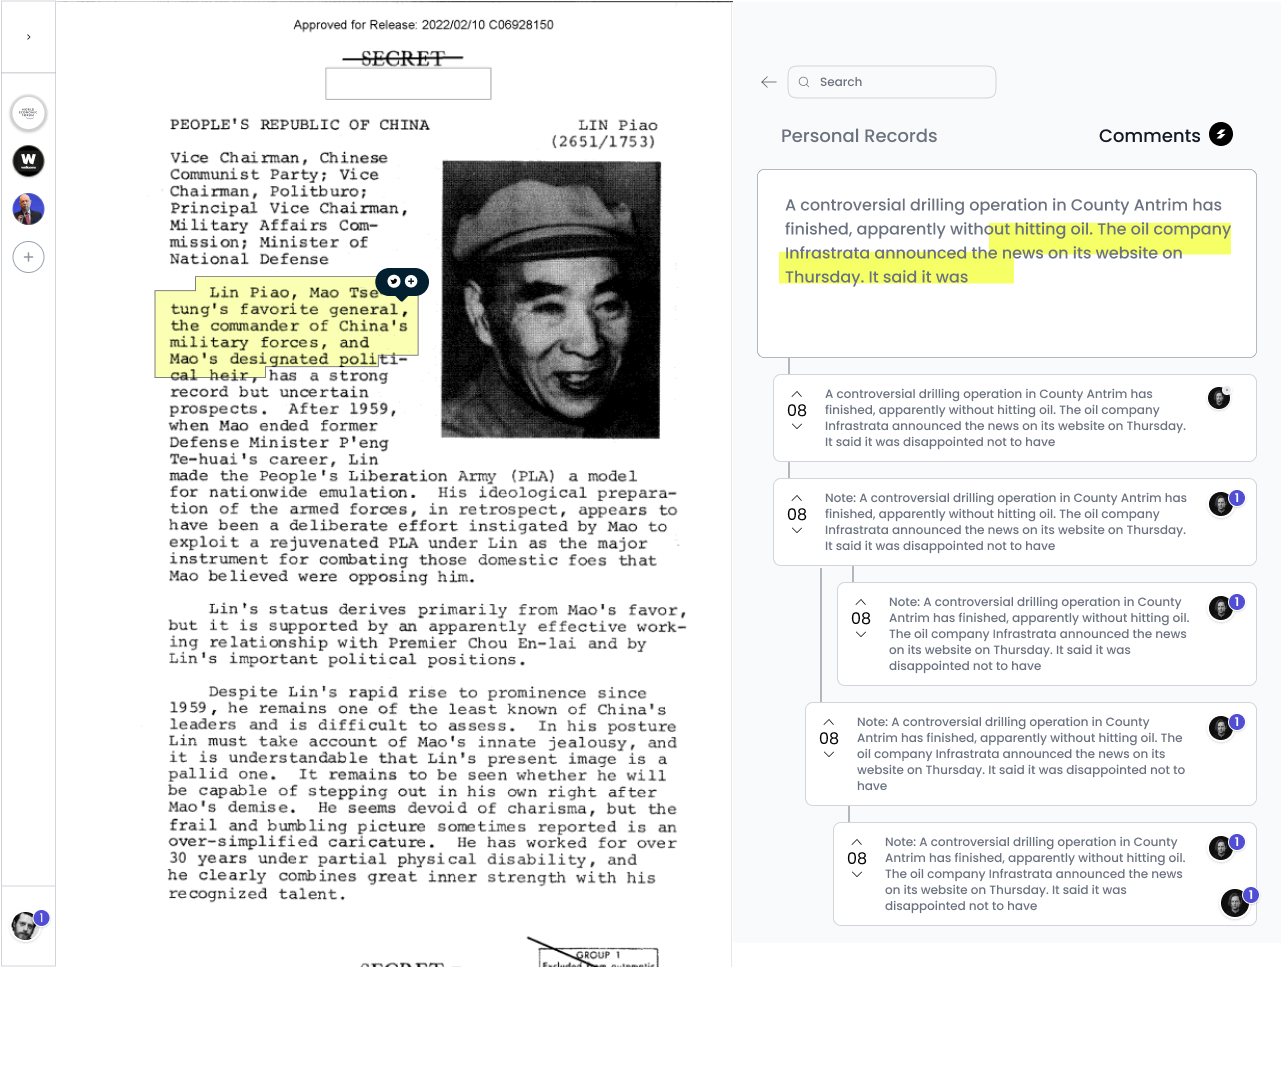 Approved for Release: 2022/02/10 C06928150
SECRET
PEOPLE'S REPUBLIC OF CHINA
LIN Piao
(2651/1753)
Vice Chairman, Chinese
Communist Party; Vice
Chairman, Politburo;
Principal Vice Chairman,
Military Affairs Com-
mission; Minister of
National Defense
Lin Piao, Mao Tse
tung's favorite general,
the commander of China's
military forces, and
Mao's designated politi-
cal heir, has a strong
record but uncertain
prospects. After 1959,
when Mao ended former
Defense Minister P'eng
Te-huai's career, Lin
made the People's Liberation Army (PLA) a model
for nationwide emulation. His ideological prepara-
tion of the armed forces, in retrospect, appears to
have been a deliberate effort instigated by Mao to
exploit a rejuvenated PLA under Lin as the major
instrument for combating those domestic foes that
Mao believed were opposing him.
Lin's status derives primarily from Mao's favor,
but it is supported by an apparently effective work-
ing relationship with Premier Chou En-lai and by
Lin's important political positions.
Despite Lin's rapid rise to prominence since
1959, he remains one of the least known of China's
leaders and is difficult to assess. In his posture
Lin must take account of Mao's innate jealousy, and
it is understandable that Lin's present image is a
pallid one. It remains to be seen whether he will
be capable of stepping out in his own right after
Mao's demise. He seems devoid of charisma, but the
frail and bumbling picture sometimes reported is an
over-simplified caricature. He has worked for over
30 years under partial physical disability, and
he clearly combines great inner strength with his
recognized talent.
GROUP 1
Excluded from automatic
SECRET
W
1
Search
Personal Records
Comments
A controversial drilling operation in County Antrim has
finished, apparently without hitting oil. The oil company
Infrastrata announced the news on its website on
Thursday. It said it was
08
A controversial drilling operation in County Antrim has
finished, apparently without hitting oil. The oil company
Infrastrata announced the news on its website on Thursday.
It said it was disappointed not to have
08
Note: A controversial drilling operation in County Antrim has
finished, apparently without hitting oil. The oil company
Infrastrata announced the news on its website on Thursday.
It said it was disappointed not to have
1
08
Note: A controversial drilling operation in County
Antrim has finished, apparently without hitting oil.
The oil company Infrastrata announced the news
on its website on Thursday. It said it was
disappointed not to have
1
08
Note: A controversial drilling operation in County
Antrim has finished, apparently without hitting oil. The
oil company Infrastrata announced the news on its
website on Thursday. It said it was disappointed not to
have
1
08
Note: A controversial drilling operation in County
Antrim has finished, apparently without hitting oil.
The oil company Infrastrata announced the news
on its website on Thursday. It said it was
disappointed not to have
1
1